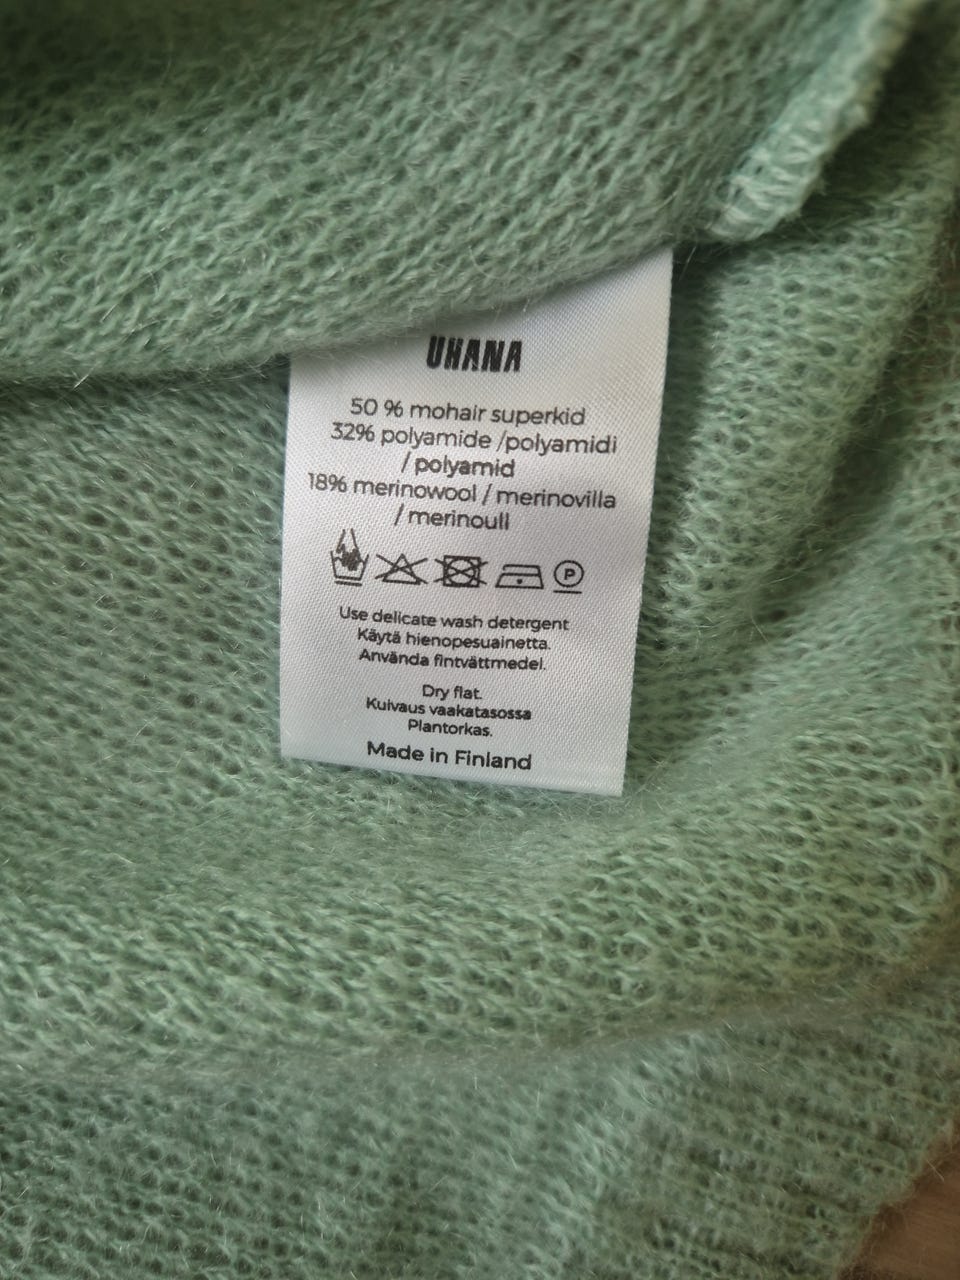 UHANA
50 % mohair superkid
32% polyamide /polyamidi
/ polyamid
18% merinowool / merinovilla
/ merinoull
P
Use delicate wash detergent
Käytä hienopesuainetta.
Använda fintvättmedel.
Dry flat.
Kuivaus vaakatasossa
Plantorkas.
Made in Finland